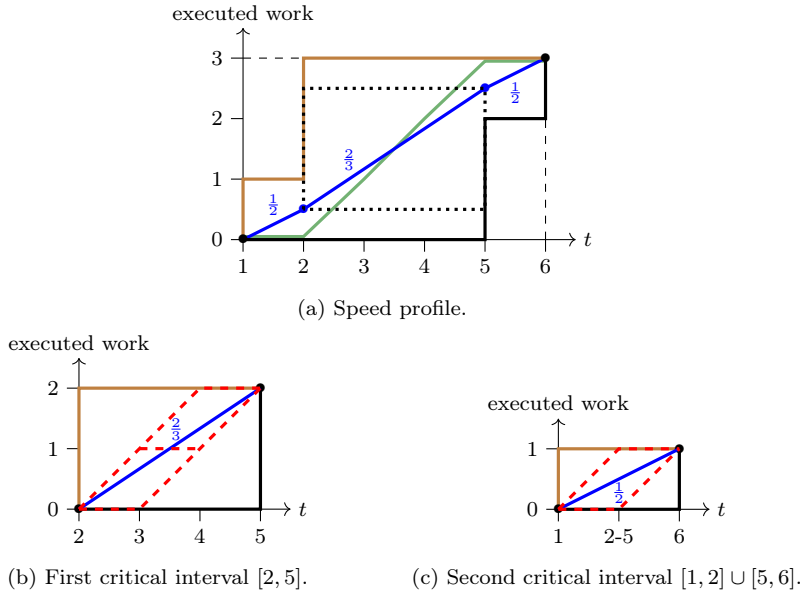 executed work
3
2
1
0
1/2
2/3
1/2
1 2 3 4 5 6
t
(a) Speed profile.
executed work
2
1
0
2/3
2 3 4 5
t
(b) First critical interval [2, 5].
executed work
1
0
1/2
1 2-5 6
t
(c) Second critical interval [1, 2] ∪ [5, 6].